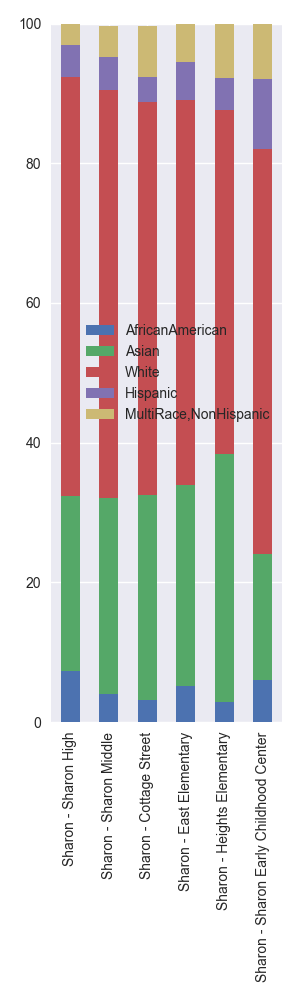 100
80
60
40
20
0
AfricanAmerican
Asian
White
Hispanic
MultiRace,NonHispanic
Sharon - Sharon High
Sharon - Sharon Middle
Sharon - Cottage Street
Sharon - East Elementary
Sharon - Heights Elementary
Sharon - Sharon Early Childhood Center